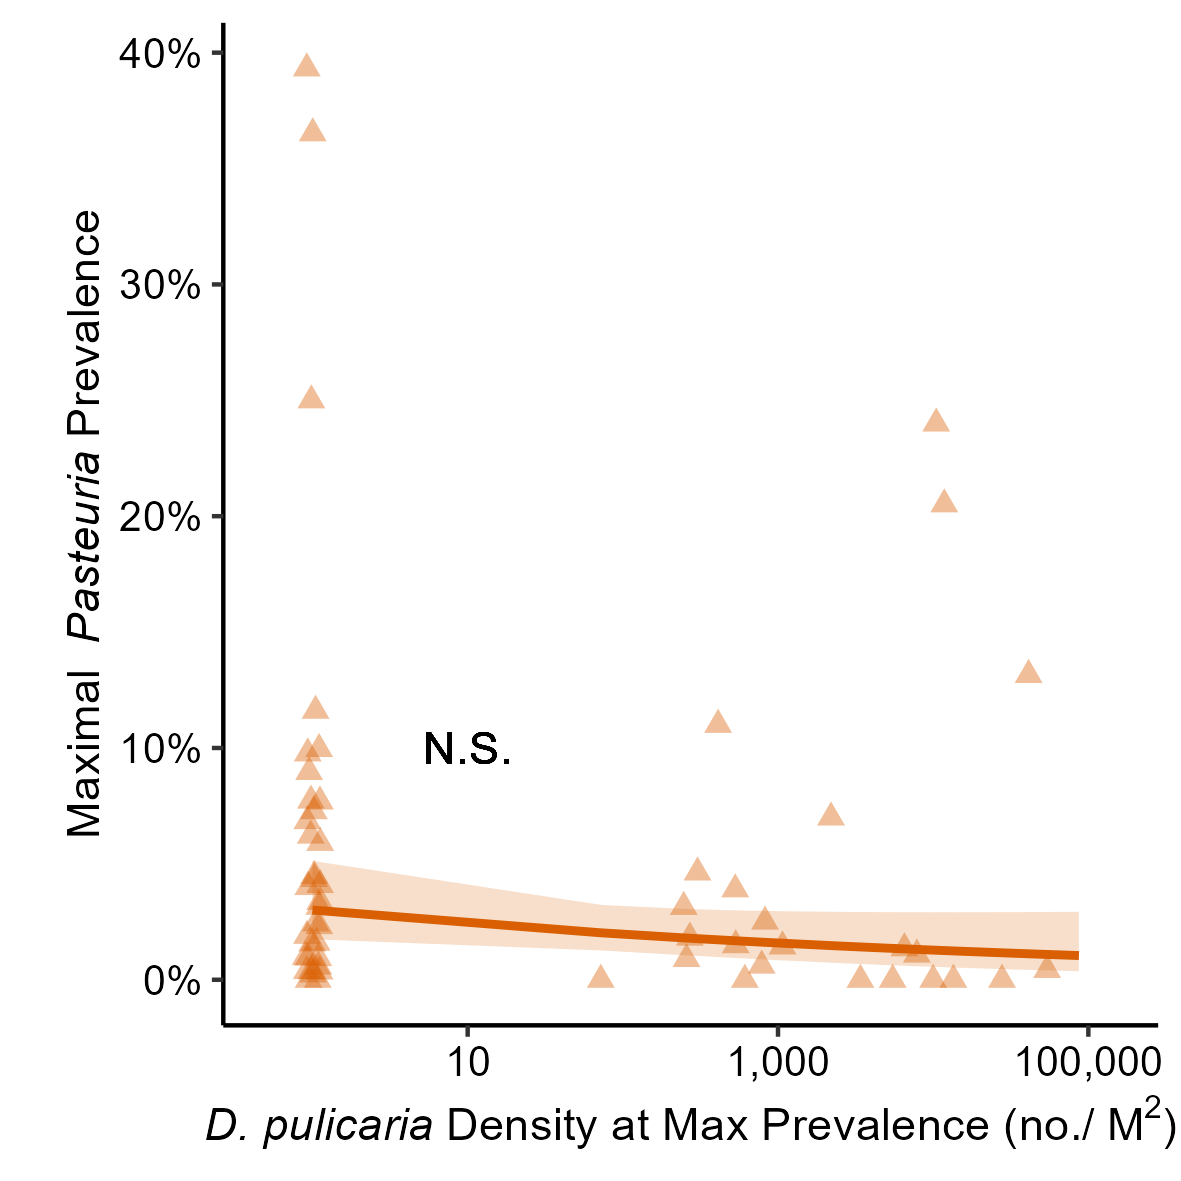 Maximal Pasteuria Prevalence
40%
30%
20%
10%
0%
N.S.
10
1,000
100,000
D. pulicaria Density at Max Prevalence (no./ M²)